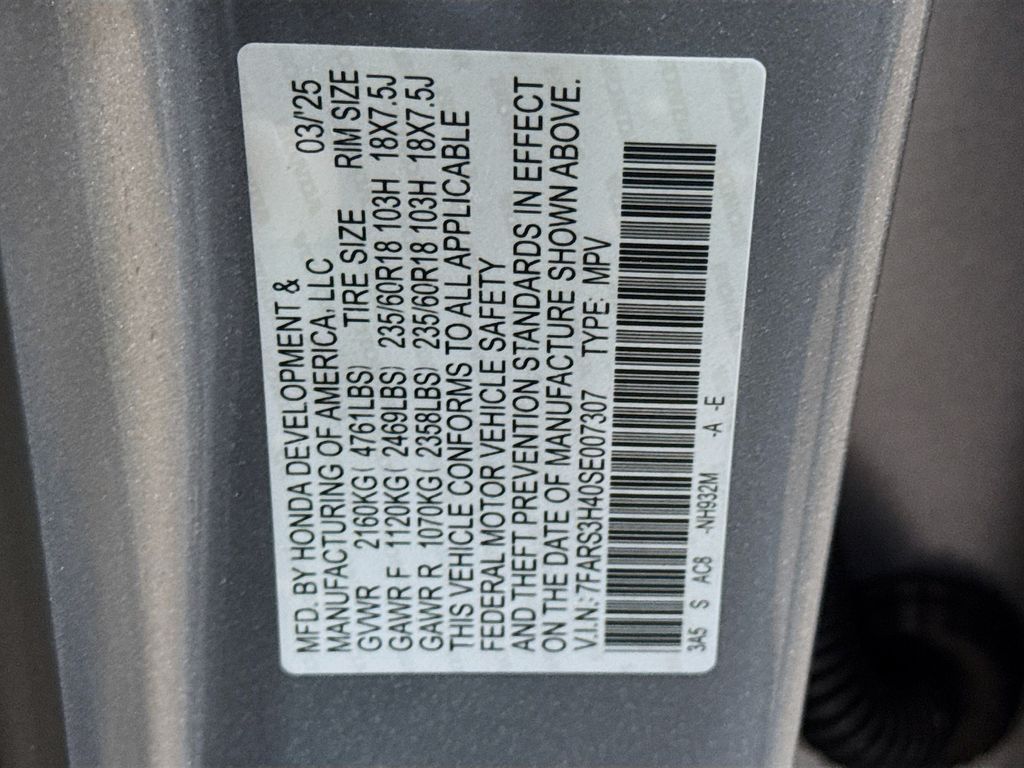 MFD. BY HONDA DEVELOPMENT &
MANUFACTURING OF AMERICA, LLC 03/'25
GVWR 2160KG( 4761LBS) TIRE SIZE RIM SIZE
GAWR F 1120KG( 2469LBS) 235/60R18 103H 18X7.5J
GAWR R 1070KG( 2358LBS) 235/60R18 103H 18X7.5J
THIS VEHICLE CONFORMS TO ALL APPLICABLE
FEDERAL MOTOR VEHICLE SAFETY
AND THEFT PREVENTION STANDARDS IN EFFECT
ON THE DATE OF MANUFACTURE SHOWN ABOVE.
V.I.N.: 7FARS3H40SE007307 TYPE: MPV
3A5 S AC8 -NH932M -A -E